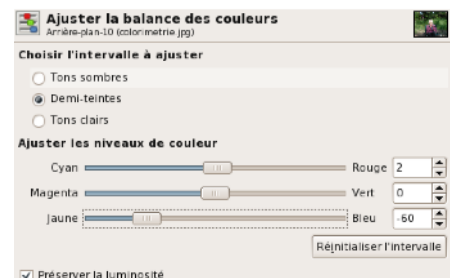 Ajuster la balance des couleurs
Arrière-plan-10 (colorimetrie jpg)
Choisir l'intervalle à ajuster
Tons sombres
Demi-teintes
Tons clairs
Ajuster les niveaux de couleur
Cyan Rouge 2
Magenta Vert 0
Jaune Bleu -60
Réinitialiser l'intervalle
Préserver la luminosité